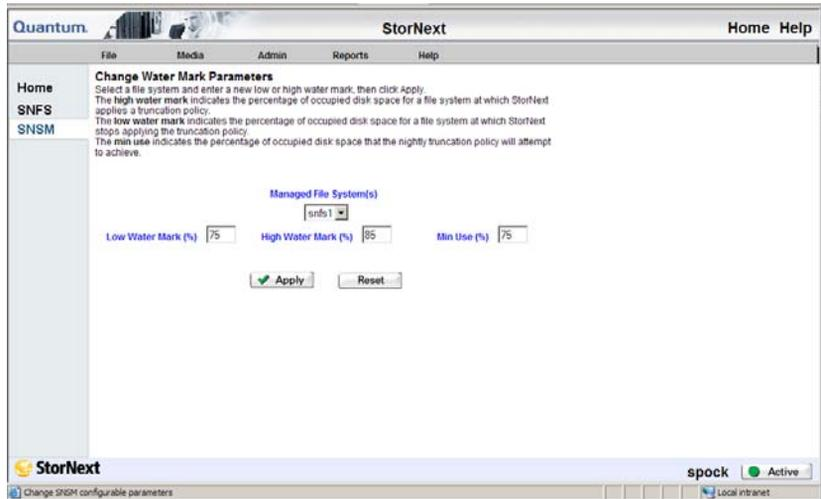 Quantum.
StorNext
Home Help
File Media Admin Reports Help
Home
SNFS
SNSM
Change Water Mark Parameters
Select a file system and enter a new low or high water mark, then click Apply.
The high water mark indicates the percentage of occupied disk space for a file system at which StorNext
applies a truncation policy.
The low water mark indicates the percentage of occupied disk space for a file system at which StorNext
stops applying the truncation policy.
The min use indicates the percentage of occupied disk space that the nightly truncation policy will attempt
to achieve.
Managed File System(s)
snfs1
Low Water Mark (%) 75 High Water Mark (%) 85 Min Use (%) 75
Apply Reset
StorNext
spock Active
Change SNSM configurable parameters
Local intranet